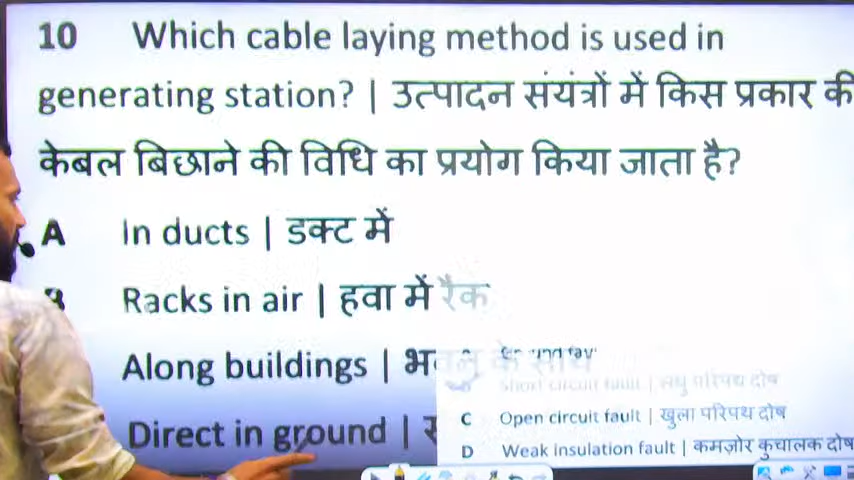 10 Which cable laying method is used in
generating station? | उत्पादन संयंत्रों में किस प्रकार की
केबल बिछाने की विधि का प्रयोग किया जाता है?
A In ducts | डक्ट में
B Racks in air | हवा में रैक
Along buildings | भवन के साथ
Direct in ground |
Short circuit fault | लघु परिपथ दोष
C Open circuit fault | खुला परिपथ दोष
D Weak insulation fault | कमज़ोर कुचालक दोष